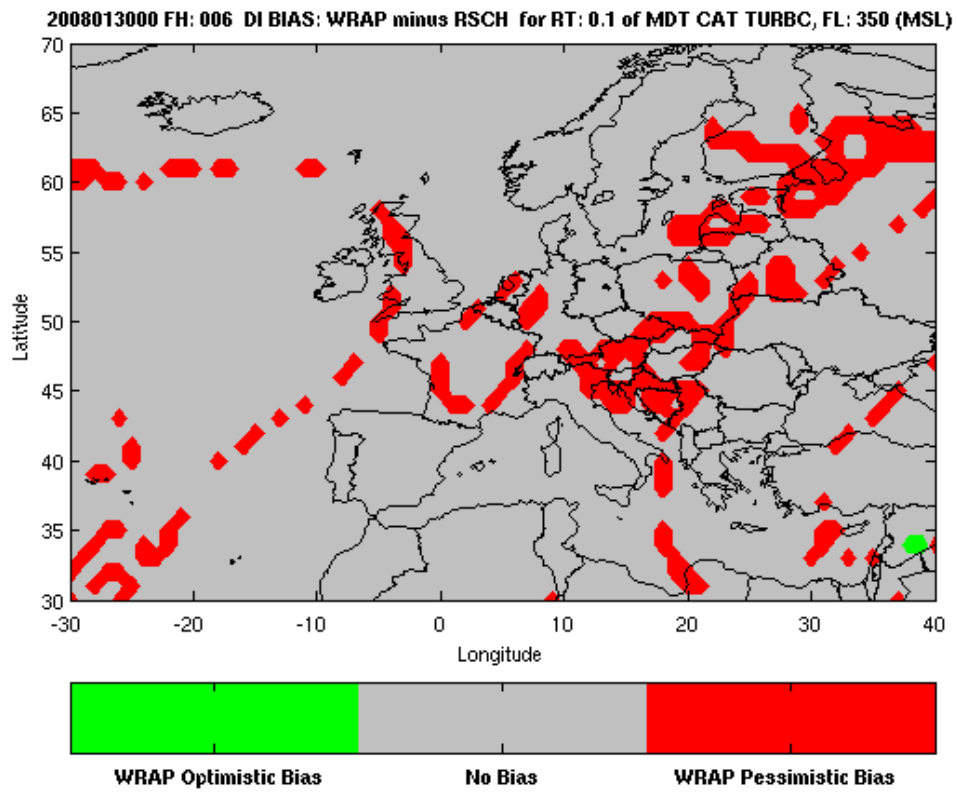 2008013000 FH: 006  DI BIAS: WRAP minus RSCH  for RT: 0.1 of MDT CAT TURBC, FL: 350 (MSL)
70
65
60
55
50
45
40
35
30
Latitude
-30 -20 -10 0 10 20 30 40
Longitude
WRAP Optimistic Bias No Bias WRAP Pessimistic Bias